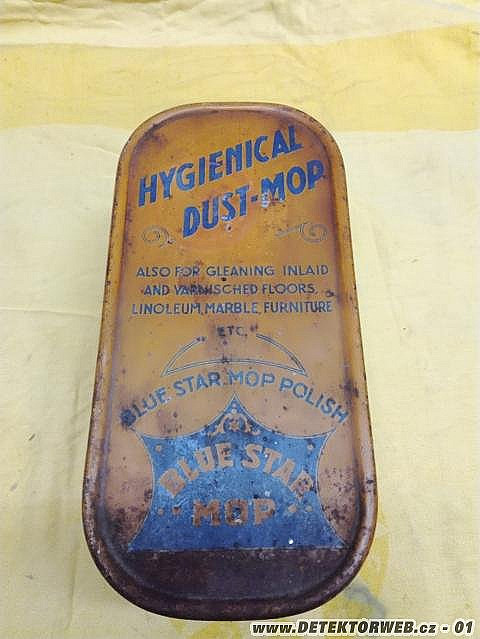 HYGIENICAL
DUST-MOP
ALSO FOR GLEANING INLAID
AND VARNISCHED FLOORS,
LINOLEUM, MARBLE, FURNITURE
ETC.
BLUE STAR MOP POLISH
BLUE STAR
MOP
www.DETEKTORWEB.cz - 01